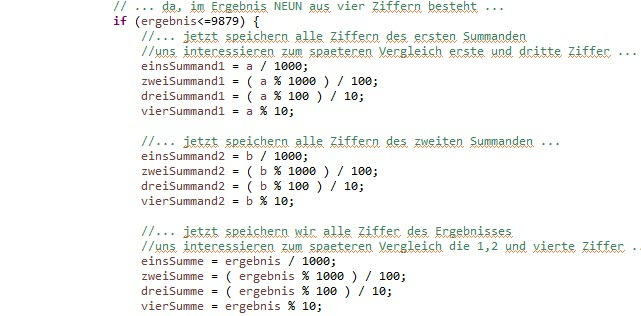 // ... da, im Ergebnis NEUN aus vier Ziffern besteht ...
if (ergebnis<=9879) {
//... jetzt speichern alle Ziffern des ersten Summanden
//uns interessieren zum spaeteren Vergleich erste und dritte Ziffer ...
einsSummand1 = a / 1000;
zweiSummand1 = ( a % 1000 ) / 100;
dreiSummand1 = ( a % 100 ) / 10;
vierSummand1 = a % 10;
//... jetzt speichern alle Ziffern des zweiten Summanden ...
einsSummand2 = b / 1000;
zweiSummand2 = ( b % 1000 ) / 100;
dreiSummand2 = ( b % 100 ) / 10;
vierSummand2 = b % 10;
//... jetzt speichern wir alle Ziffer des Ergebnisses
//uns interessieren zum spaeteren Vergleich die 1,2 und vierte Ziffer ..
einsSumme = ergebnis / 1000;
zweiSumme = ( ergebnis % 1000 ) / 100;
dreiSumme = ( ergebnis % 100 ) / 10;
vierSumme = ergebnis % 10;